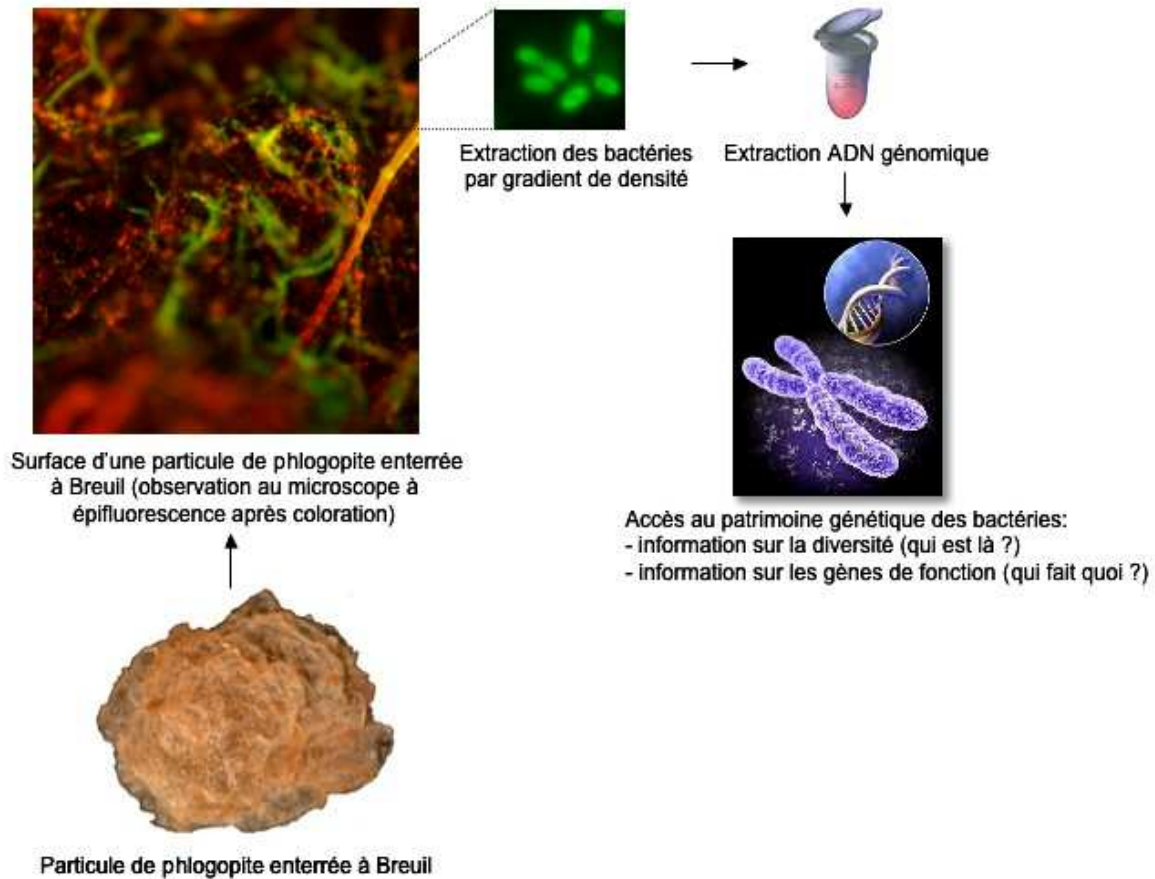 Extraction des bactéries
par gradient de densité
Extraction ADN génomique
Surface d'une particule de phlogopite enterrée
à Breuil (observation au microscope à
épifluorescence après coloration)
Accès au patrimoine génétique des bactéries:
- information sur la diversité (qui est là ?)
- information sur les gènes de fonction (qui fait quoi ?)
Particule de phlogopite enterrée à Breuil